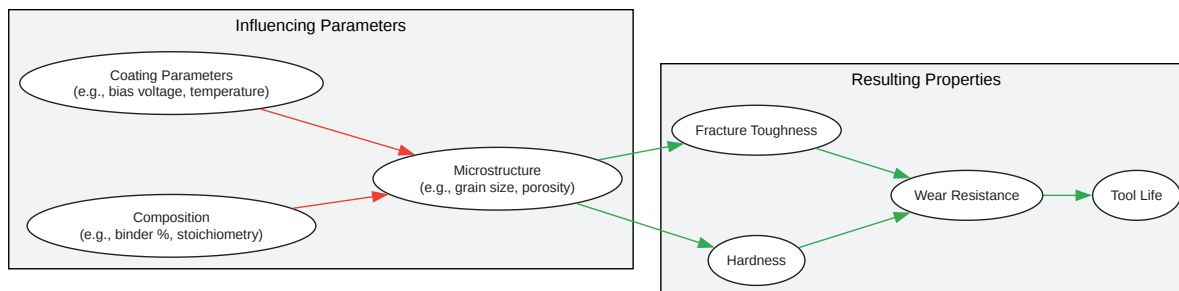 Influencing Parameters
Coating Parameters
(e.g., bias voltage, temperature)
Composition
(e.g., binder %, stoichiometry)
Microstructure
(e.g., grain size, porosity)
Resulting Properties
Fracture Toughness
Hardness
Wear Resistance
Tool Life